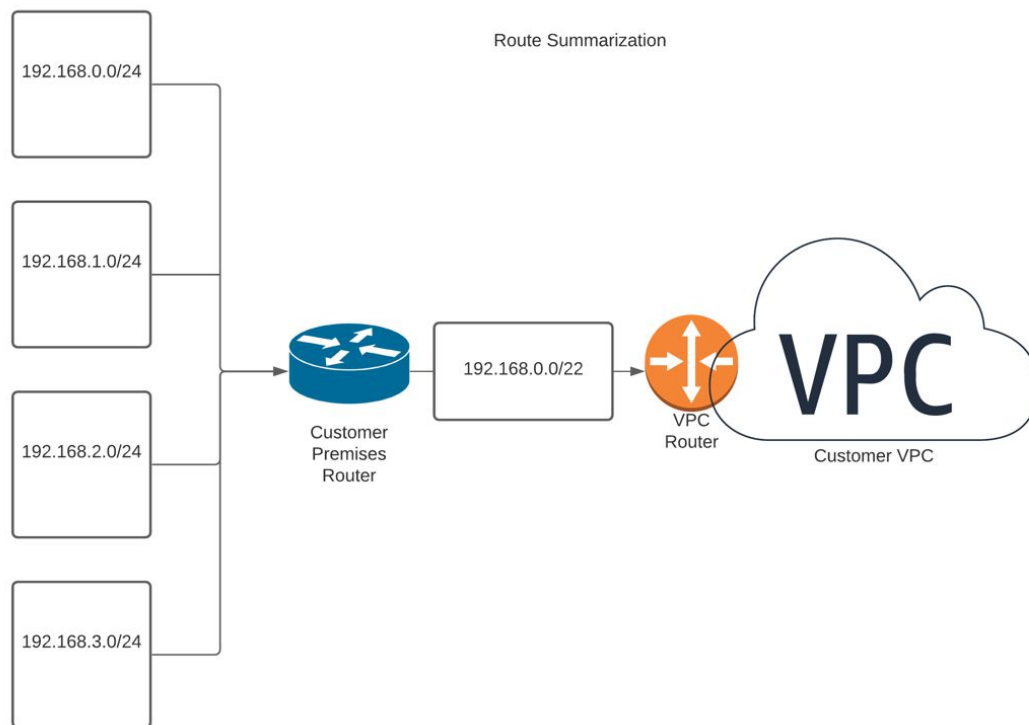 Route Summarization
192.168.0.0/24
192.168.1.0/24
192.168.2.0/24
192.168.3.0/24
Customer
Premises
Router
192.168.0.0/22
VPC
Router
VPC
Customer VPC